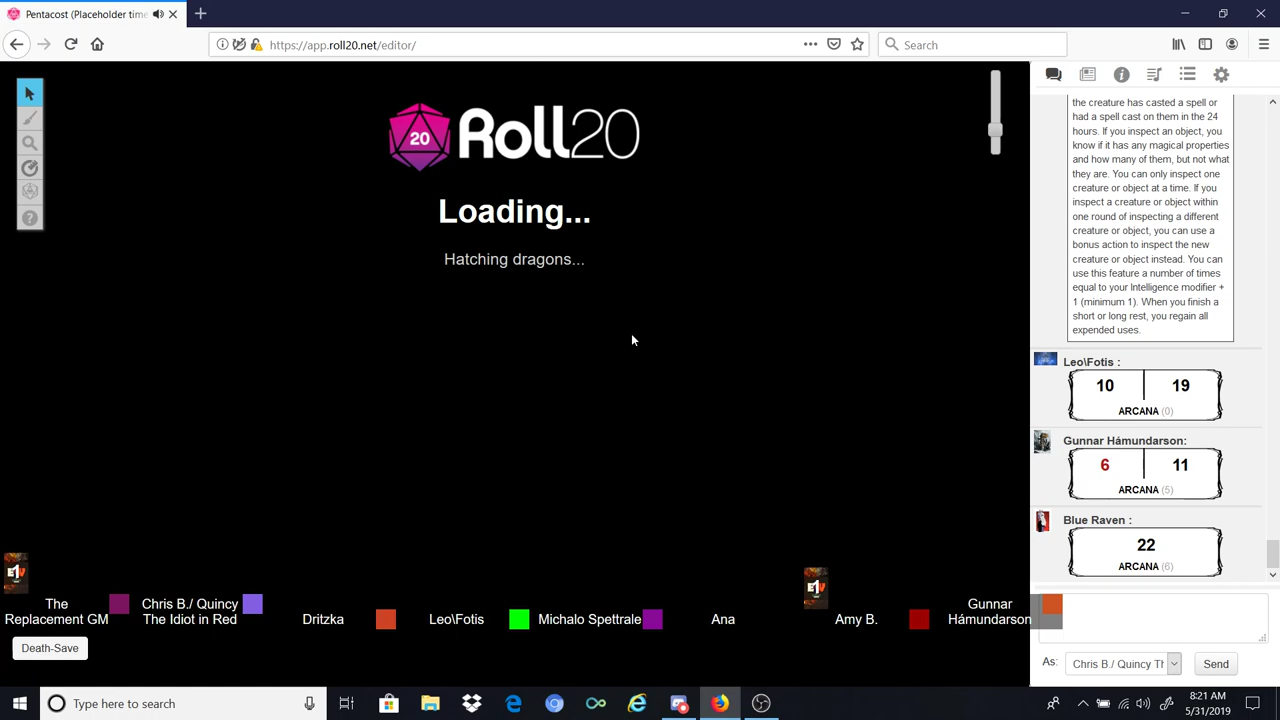 Pentacost (Placeholder time
https://app.roll20.net/editor/
Search
20
Roll20
Loading...
Hatching dragons...
the creature has casted a spell or
had a spell cast on them in the 24
hours. If you inspect an object, you
know if it has any magical properties
and how many of them, but not what
they are. You can only inspect one
creature or object at a time. If you
inspect a creature or object within
one round of inspecting a different
creature or object, you can use a
bonus action to inspect the new
creature or object instead. You can
use this feature a number of times
equal to your Intelligence modifier +
1 (minimum 1). When you finish a
short or long rest, you regain all
expended uses.
Leo\Fotis :
10 19
ARCANA (0)
Gunnar Hámundarson:
6 11
ARCANA (5)
Blue Raven :
22
ARCANA (6)
The
Replacement GM
Chris B./ Quincy
The Idiot in Red
Dritzka
Leo\Fotis
Michalo Spettrale
Ana
Amy B.
Gunnar
Hámundarson
Death-Save
As:
Chris B./ Quincy Th
Send
Type here to search
8:21 AM
5/31/2019